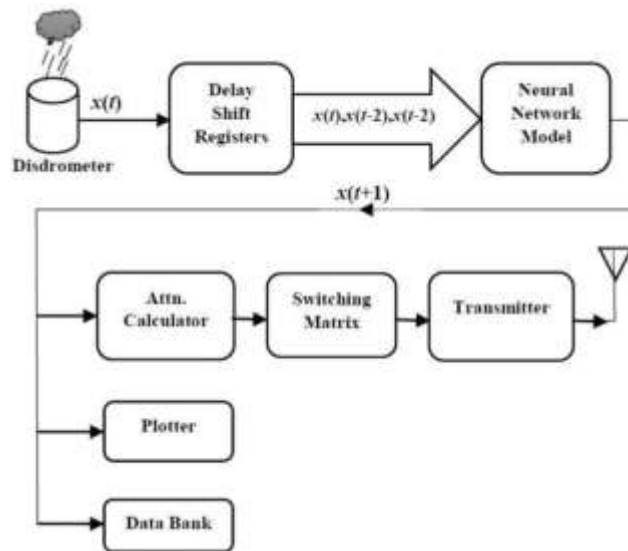 x(t)
Disdrometer
Delay
Shift
Registers
x(t),x(t-2),x(t-2)
Neural
Network
Model
x(t+1)
Attn.
Calculator
Switching
Matrix
Transmitter
Plotter
Data Bank